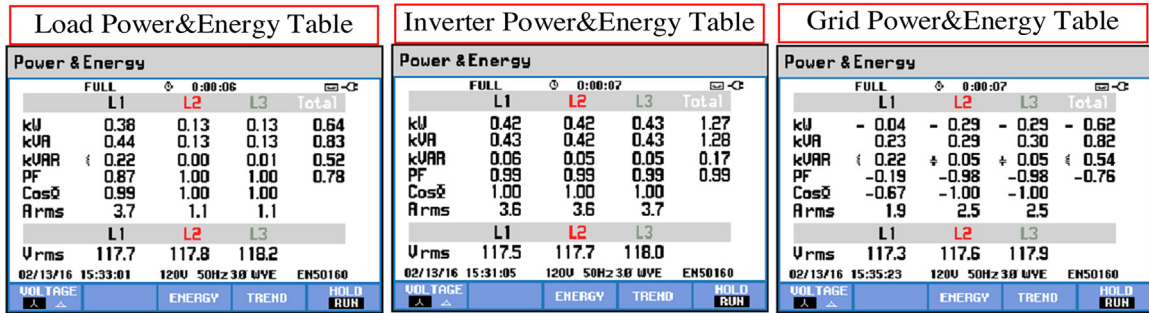 Load Power&Energy Table
Power & Energy
FULL 0:00:06
L1 L2 L3 Total
kW 0.38 0.13 0.13 0.64
kVA 0.44 0.13 0.13 0.83
kVAR 0.22 0.00 0.01 0.52
PF 0.87 1.00 1.00 0.78
CosΦ 0.99 1.00 1.00
A rms 3.7 1.1 1.1
L1 L2 L3
V rms 117.7 117.8 118.2
02/13/16 15:33:01 120V 50Hz 3Ø WYE EN50160
VOLTAGE ENERGY TREND HOLD
RUN
Inverter Power&Energy Table
Power & Energy
FULL 0:00:07
L1 L2 L3 Total
kW 0.42 0.42 0.43 1.27
kVA 0.43 0.42 0.43 1.28
kVAR 0.06 0.05 0.05 0.17
PF 0.99 0.99 0.99 0.99
CosΦ 1.00 1.00 1.00
A rms 3.6 3.6 3.7
L1 L2 L3
V rms 117.5 117.7 118.0
02/13/16 15:31:05 120V 50Hz 3Ø WYE EN50160
VOLTAGE ENERGY TREND HOLD
RUN
Grid Power&Energy Table
Power & Energy
FULL 0:00:07
L1 L2 L3 Total
kW - 0.04 - 0.29 - 0.29 - 0.62
kVA 0.23 0.29 0.30 0.82
kVAR 0.22 0.05 0.05 0.54
PF -0.19 -0.98 -0.98 -0.76
CosΦ -0.67 -1.00 -1.00
A rms 1.9 2.5 2.5
L1 L2 L3
V rms 117.3 117.6 117.9
02/13/16 15:35:23 120V 50Hz 3Ø WYE EN50160
VOLTAGE ENERGY TREND HOLD
RUN